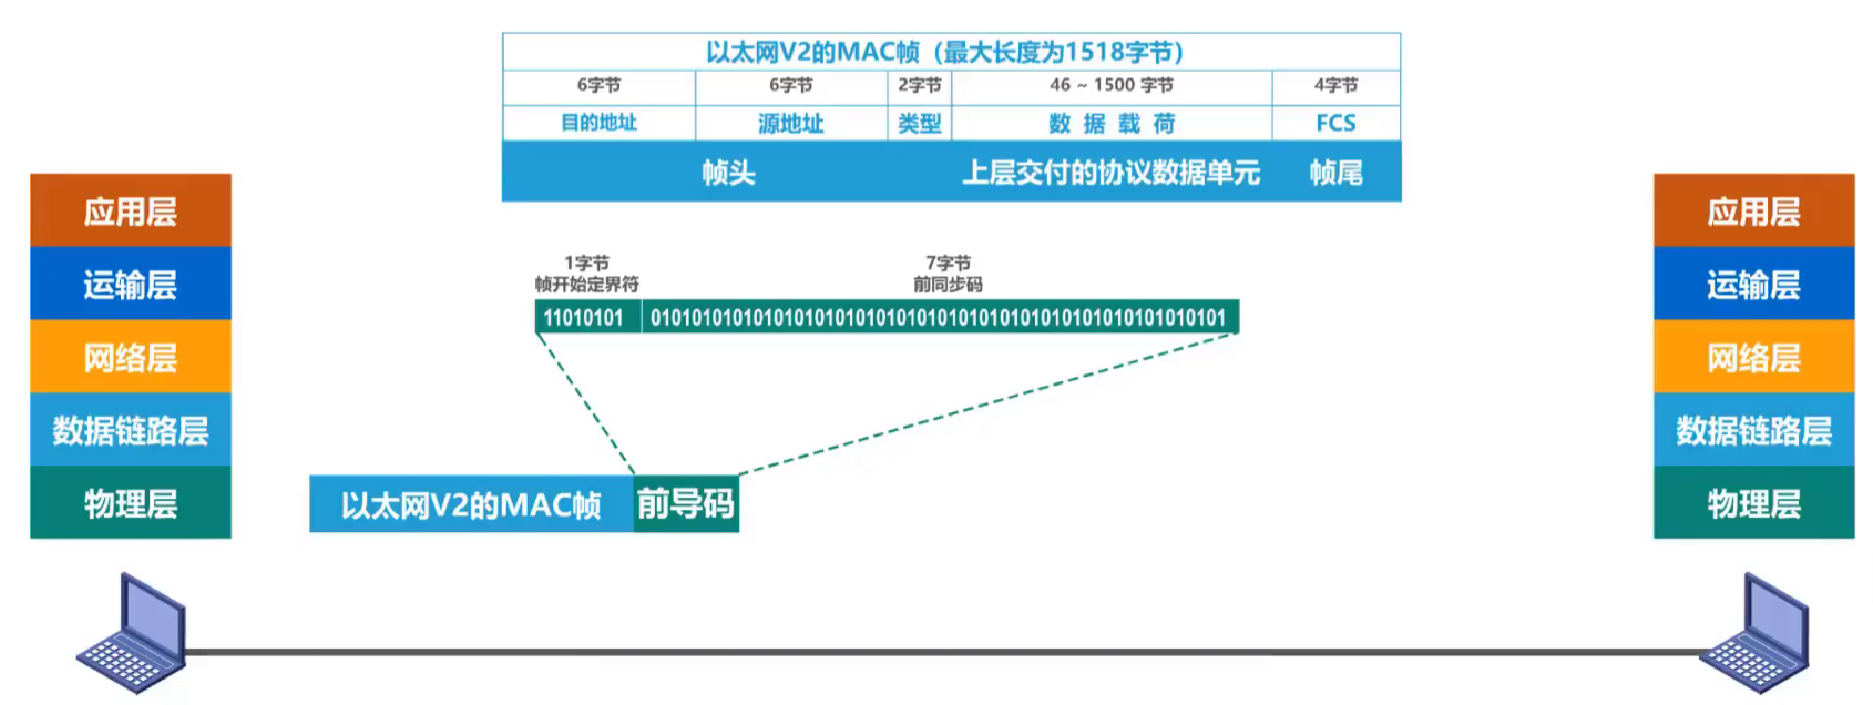 以太网V2的MAC帧（最大长度为1518字节）
6字节 6字节 2字节 46 ~ 1500 字节 4字节
目的地址 源地址 类型 数 据 载 荷 FCS
帧头 上层交付的协议数据单元 帧尾
应用层
运输层
网络层
数据链路层
物理层
1字节
帧开始定界符
7字节
前同步码
11010101 01010101010101010101010101010101010101010101010101010101
以太网V2的MAC帧 前导码
应用层
运输层
网络层
数据链路层
物理层